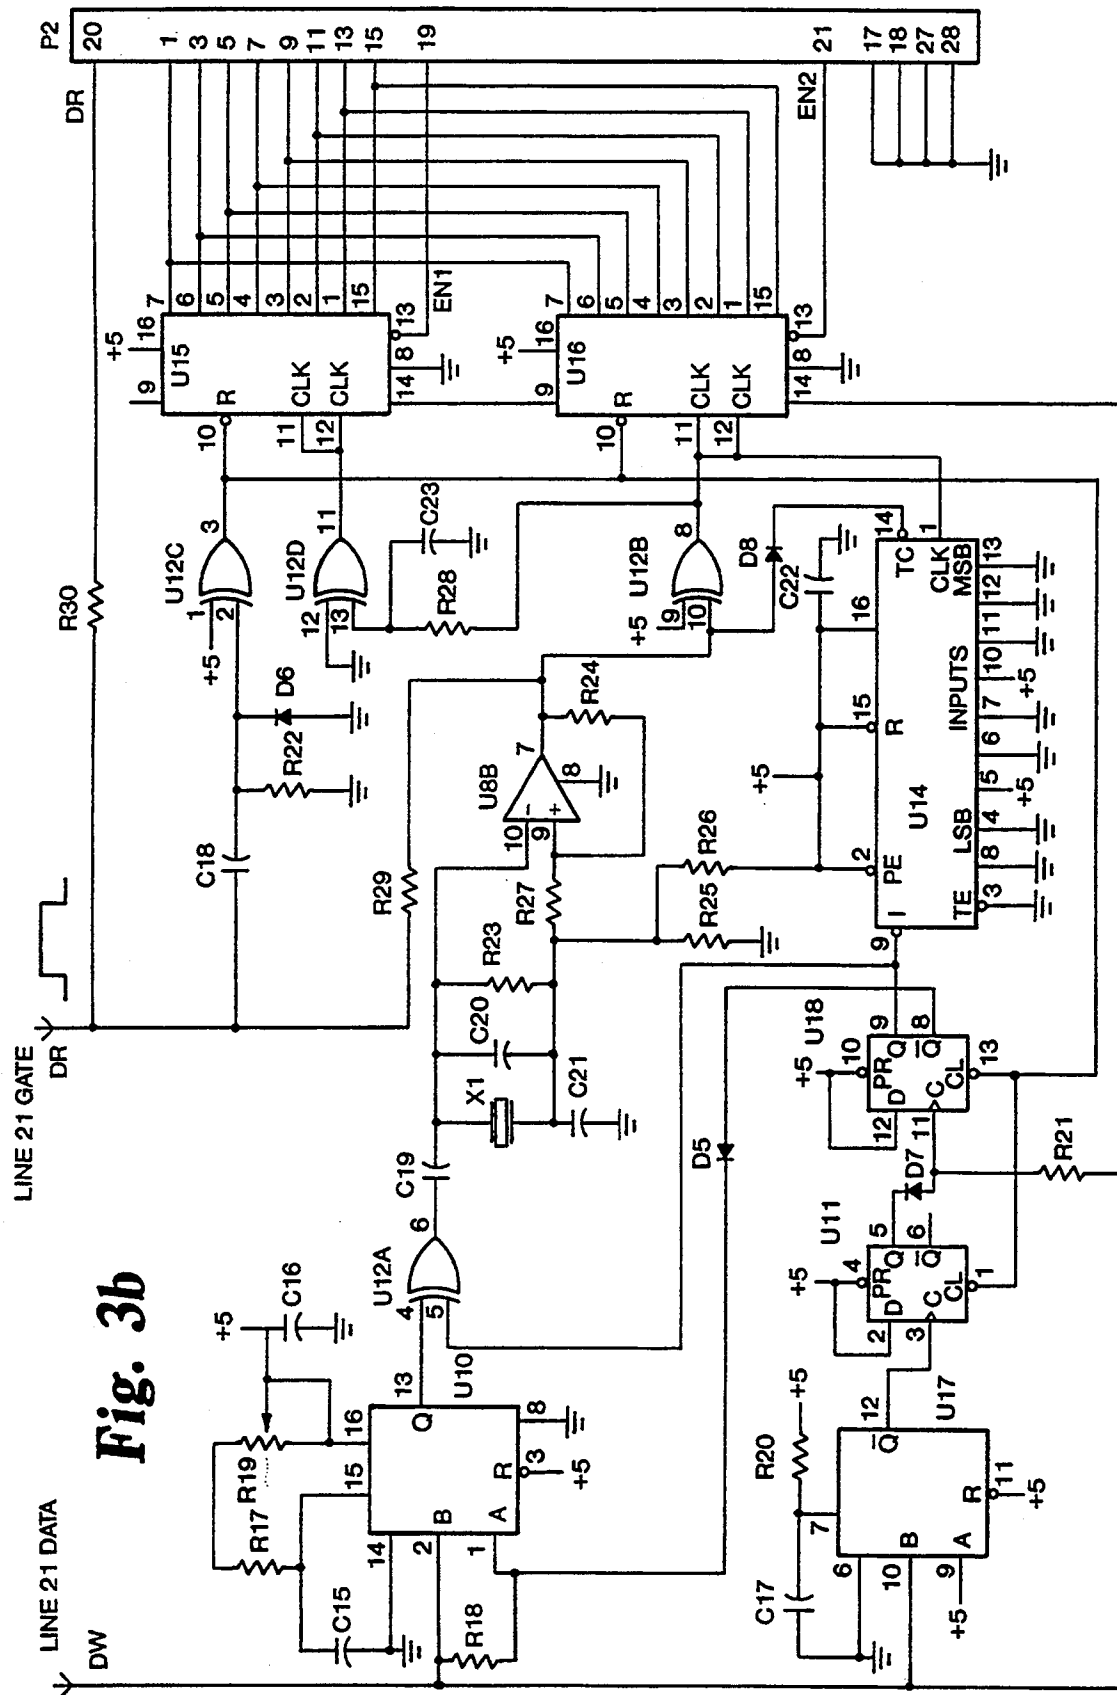 Fig. 3b
LINE 21 DATA
DW
LINE 21 GATE
DR
DR
P2
20
1
3
5
7
9
11
13
15
19
21
17
18
27
28
EN1
EN2
R30
C18
R22
D6
+5
1
2
U12C
3
10
9
+5
16
U15
R
CLK
CLK
11
12
7
6
5
4
3
2
1
15
13
8
14
12
13
U12D
11
C23
R28
9
+5
16
U16
R
10
CLK
CLK
11
12
7
6
5
4
3
2
1
15
13
8
14
+5
9
10
U12B
8
R29
R24
U8B
10
9
-
+
7
8
R27
R23
C20
X1
C21
C19
R26
R25
D8
C22
+5
2
PE
15
R
16
14
TC
1
CLK
U14
9
I
TE
LSB
INPUTS
MSB
3
8
4
5
6
7
10
11
12
13
+5
+5
U12A
4
5
6
+5
C16
R19
R17
C15
R18
15
16
14
2
1
B
A
Q
13
R
3
8
+5
U10
D5
+5
R20
C17
7
6
10
9
B
A
+5
Q
12
R
11
+5
U17
U11
+5
4
2
D
PR
Q
5
Q
6
C
3
CL
1
D7
U18
+5
10
12
D
PR
Q
9
Q
8
C
11
CL
13
R21